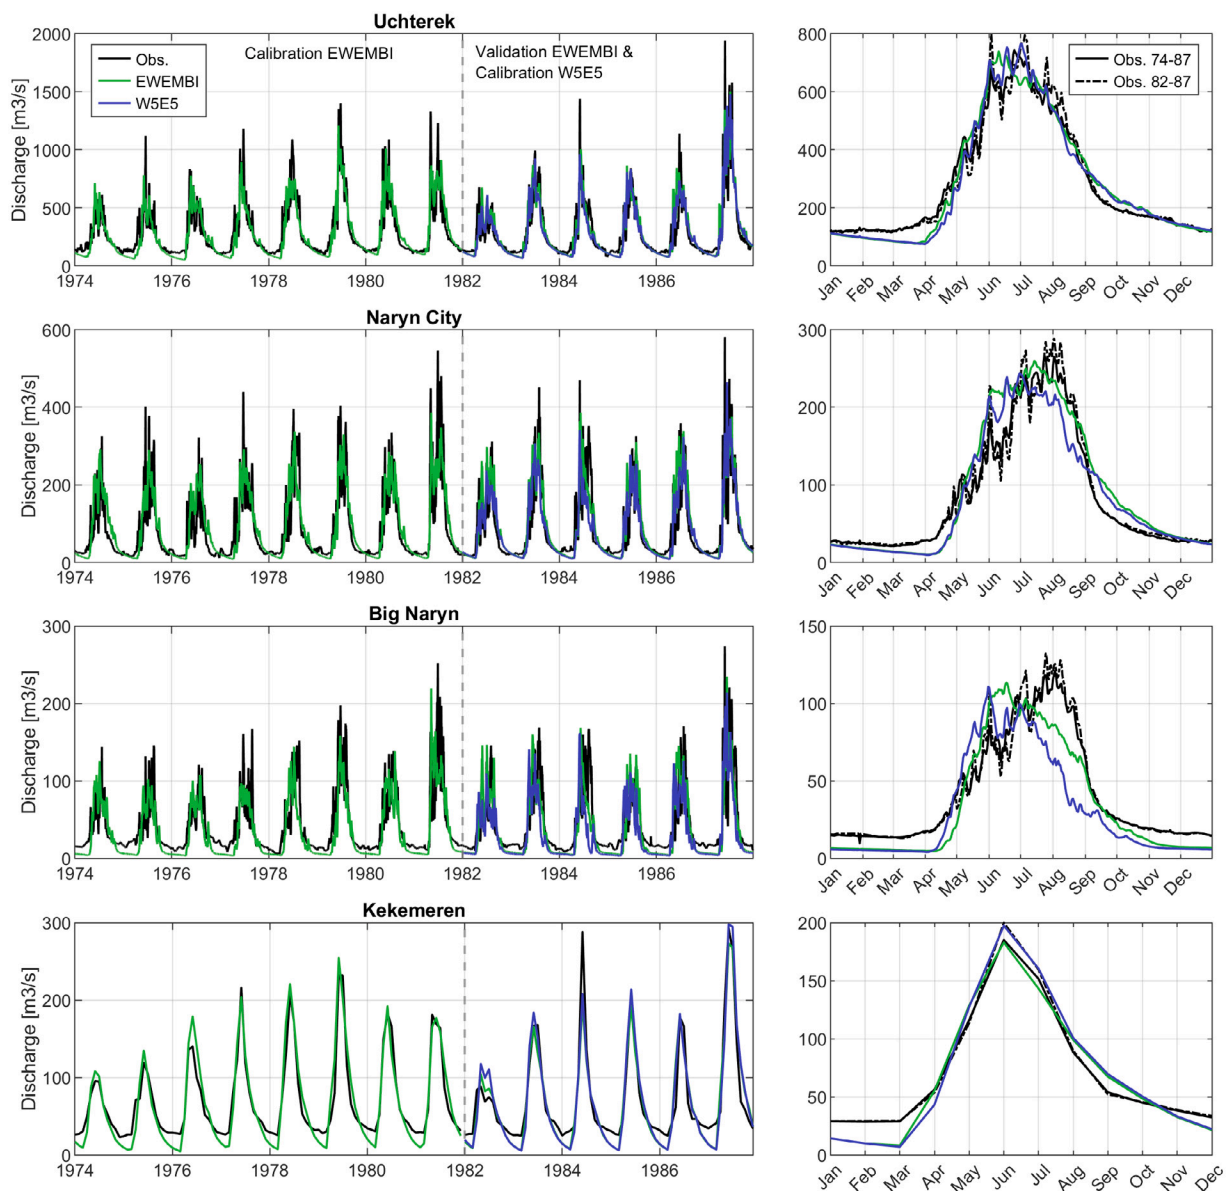 Uchterek
Discharge [m3/s]
2000
1500
1000
500
0
Obs.
EWEMBI
W5E5
Calibration EWEMBI
Validation EWEMBI &
Calibration W5E5
1974 1976 1978 1980 1982 1984 1986
800
600
400
200
0
Obs. 74-87
Obs. 82-87
Jan Feb Mar Apr May Jun Jul Aug Sep Oct Nov Dec
Naryn City
Discharge [m3/s]
600
400
200
0
1974 1976 1978 1980 1982 1984 1986
300
200
100
0
Jan Feb Mar Apr May Jun Jul Aug Sep Oct Nov Dec
Big Naryn
Discharge [m3/s]
300
200
100
0
1974 1976 1978 1980 1982 1984 1986
150
100
50
0
Jan Feb Mar Apr May Jun Jul Aug Sep Oct Nov Dec
Kekemeren
Discharge [m3/s]
300
200
100
0
1974 1976 1978 1980 1982 1984 1986
200
150
100
50
0
Jan Feb Mar Apr May Jun Jul Aug Sep Oct Nov Dec